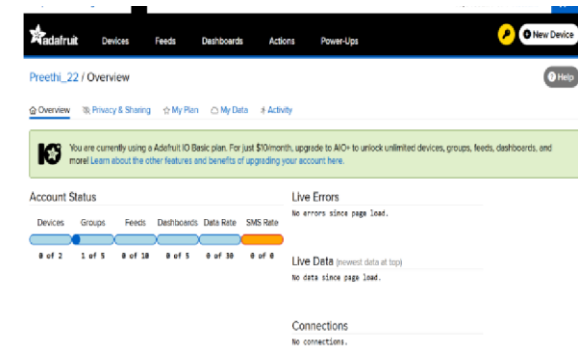 adafruit Devices Feeds Dashboards Actions Power-Ups New Device
Preethi_22 / Overview Help
Overview Privacy & Sharing My Plan My Data Activity
You are currently using a Adafruit IO Basic plan. For just $10/month, upgrade to AIO+ to unlock unlimited devices, groups, feeds, dashboards, and
more! Learn about the other features and benefits of upgrading your account here.
Account Status
Devices Groups Feeds Dashboards Data Rate SMS Rate
0 of 2 1 of 5 0 of 10 0 of 5 0 of 30 0 of 0
Live Errors
No errors since page load.
Live Data (newest data at top)
No data since page load.
Connections
No connections.